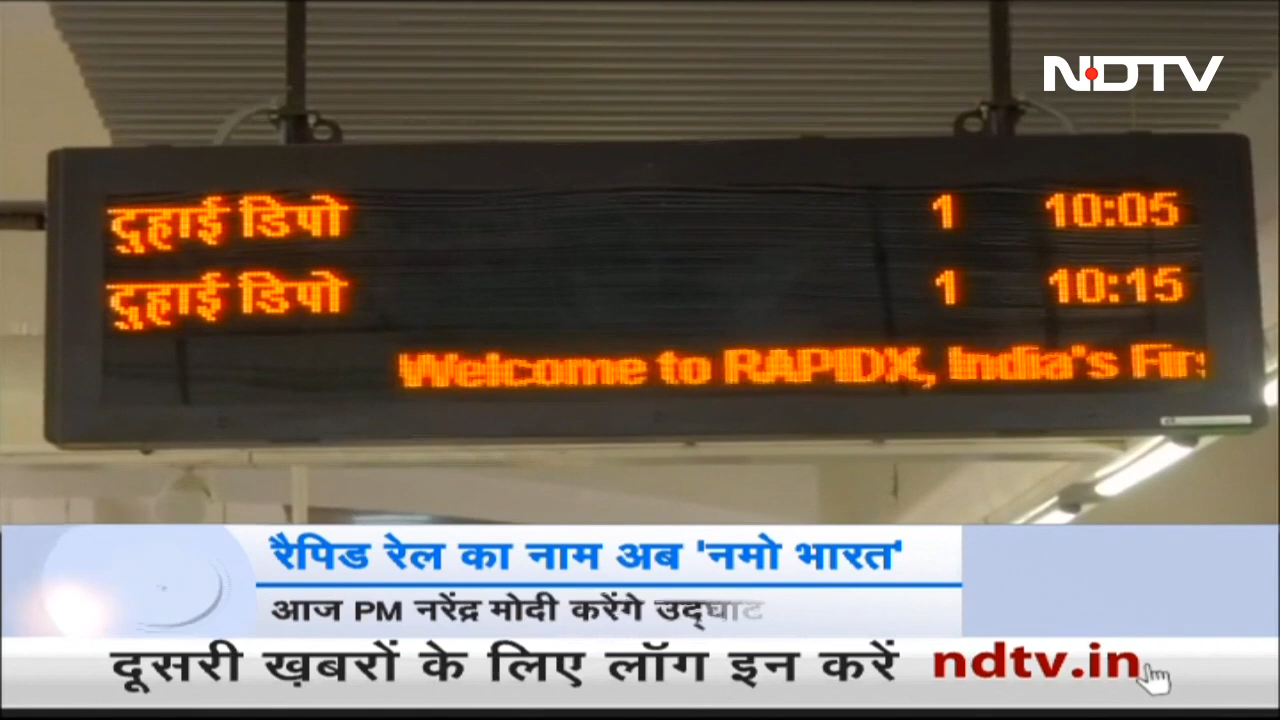 NDTV
दुहाई डिपो 1 10:05
दुहाई डिपो 1 10:15
Welcome to RAPIDX, India's
रैपिड रेल का नाम अब 'नमो भारत'
आज PM नरेंद्र मोदी करेंगे उद्घाट
दूसरी ख़बरों के लिए लॉग इन करें ndtv.in